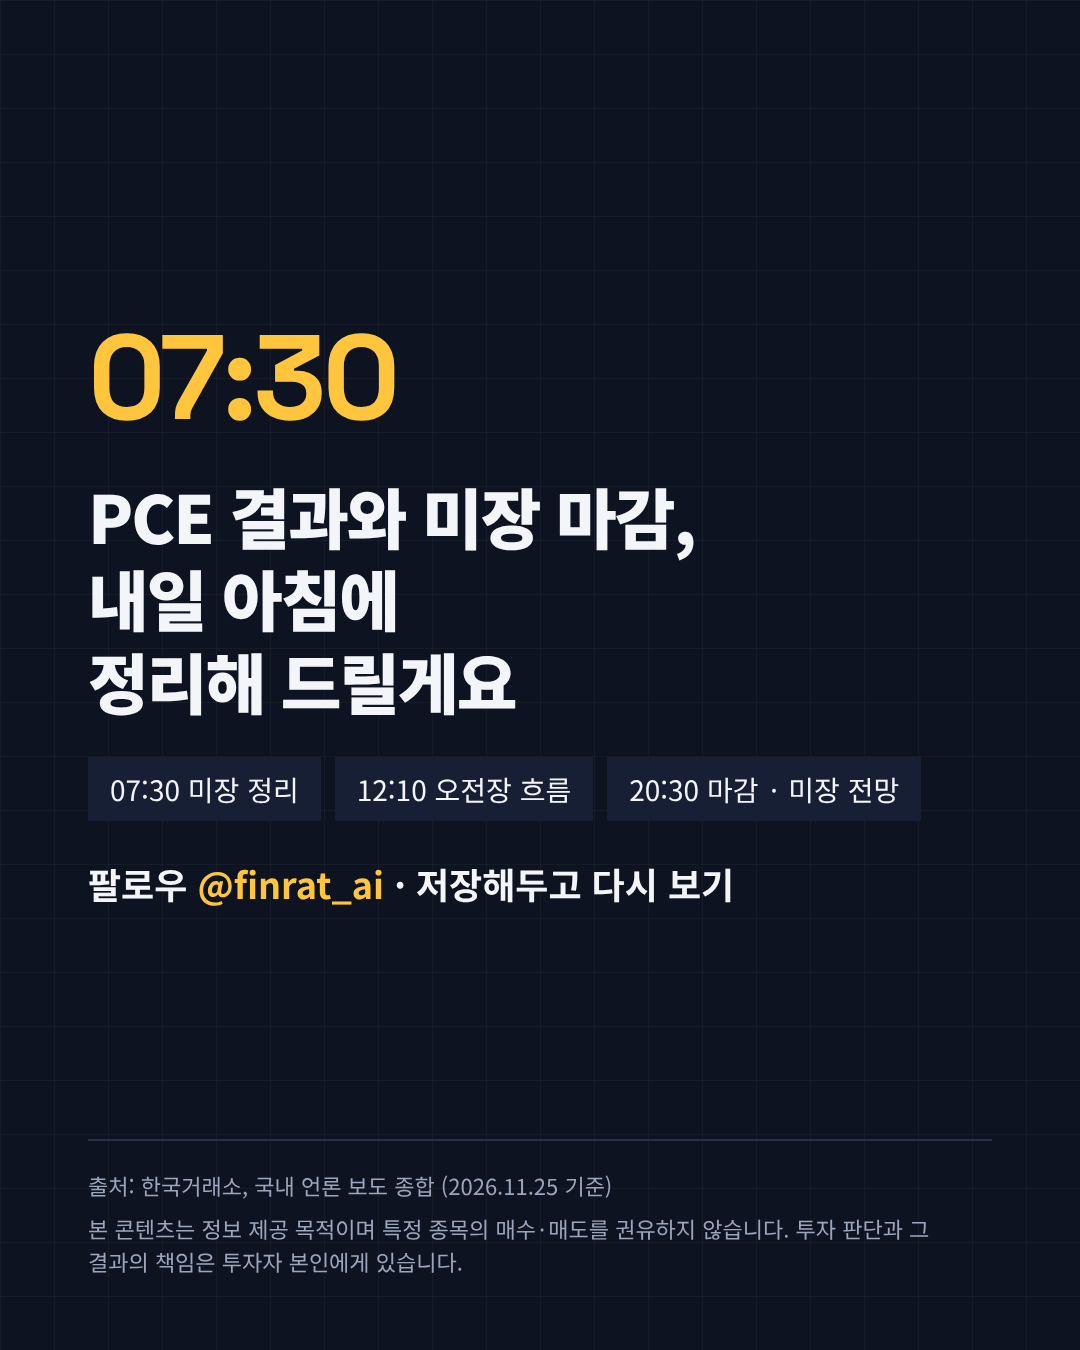 07:30
PCE 결과와 미장 마감,
내일 아침에
정리해 드릴게요
07:30 미장 정리
12:10 오전장 흐름
20:30 마감 · 미장 전망
팔로우 @finrat_ai · 저장해두고 다시 보기
출처: 한국거래소, 국내 언론 보도 종합 (2026.11.25 기준)
본 콘텐츠는 정보 제공 목적이며 특정 종목의 매수·매도를 권유하지 않습니다. 투자 판단과 그
결과의 책임은 투자자 본인에게 있습니다.